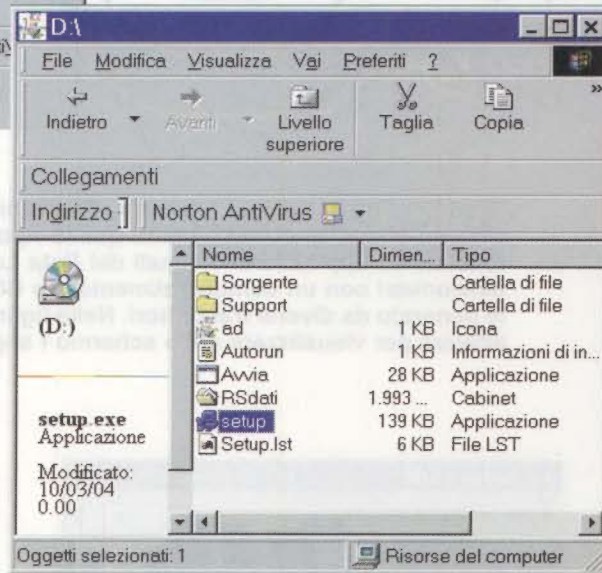 D:\
File Modifica Visualizza Vai Preferiti ?
Indietro Avanti Livello superiore Taglia Copia »
Collegamenti
Indirizzo Norton AntiVirus
(D:)
setup.exe
Applicazione
Modificato:
10/03/04
0.00
Nome Dimen... Tipo
Sorgente Cartella di file
Support Cartella di file
ad 1 KB Icona
Autorun 1 KB Informazioni di in...
Avvia 28 KB Applicazione
RSdati 1.993 ... Cabinet
setup 139 KB Applicazione
Setup.lst 6 KB File LST
Oggetti selezionati: 1 Risorse del computer